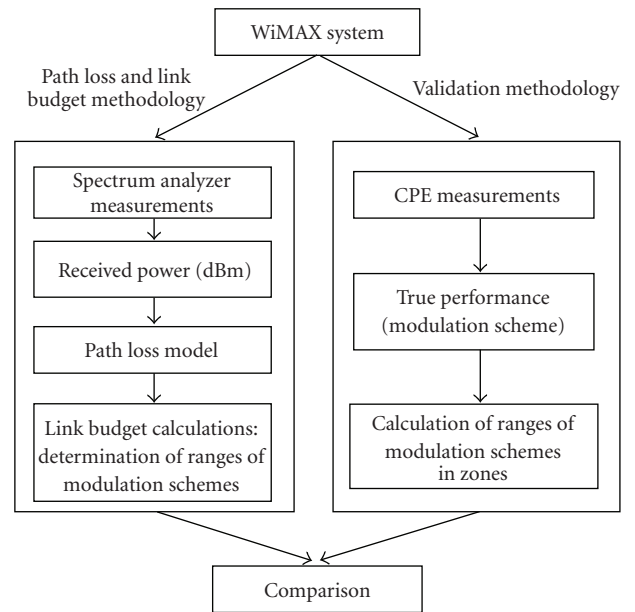 WiMAX system
Path loss and link
budget methodology
Validation methodology
Spectrum analyzer
measurements
Received power (dBm)
Path loss model
Link budget calculations:
determination of ranges of
modulation schemes
CPE measurements
True performance
(modulation scheme)
Calculation of ranges of
modulation schemes
in zones
Comparison